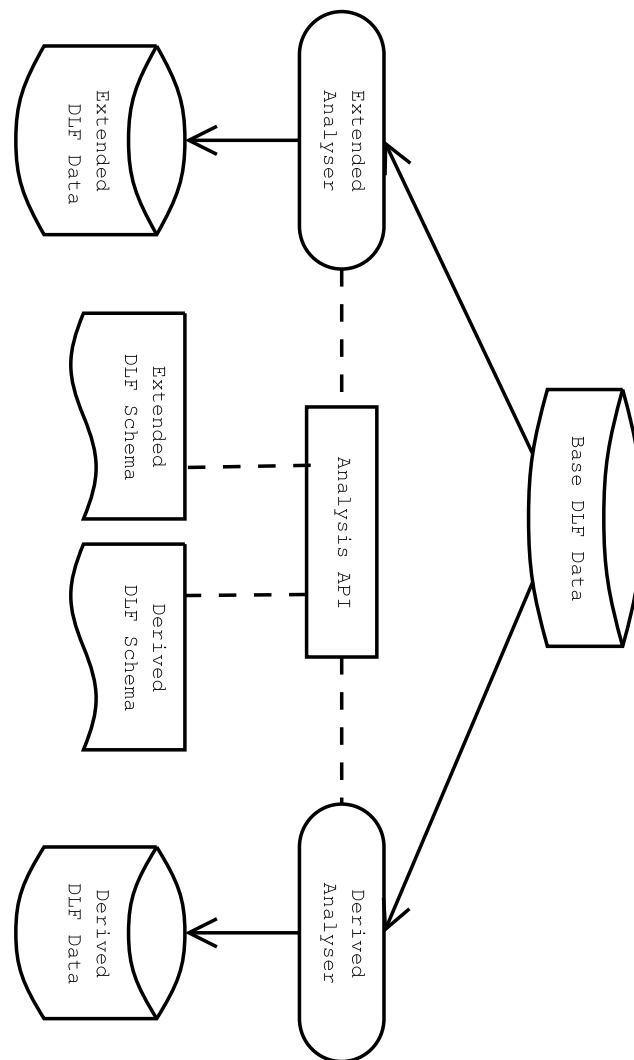 Base DLF Data
Extended
Analyser
Analysis API
Derived
Analyser
Extended
DLF Data
Extended
DLF Schema
Derived
DLF Schema
Derived
DLF Data